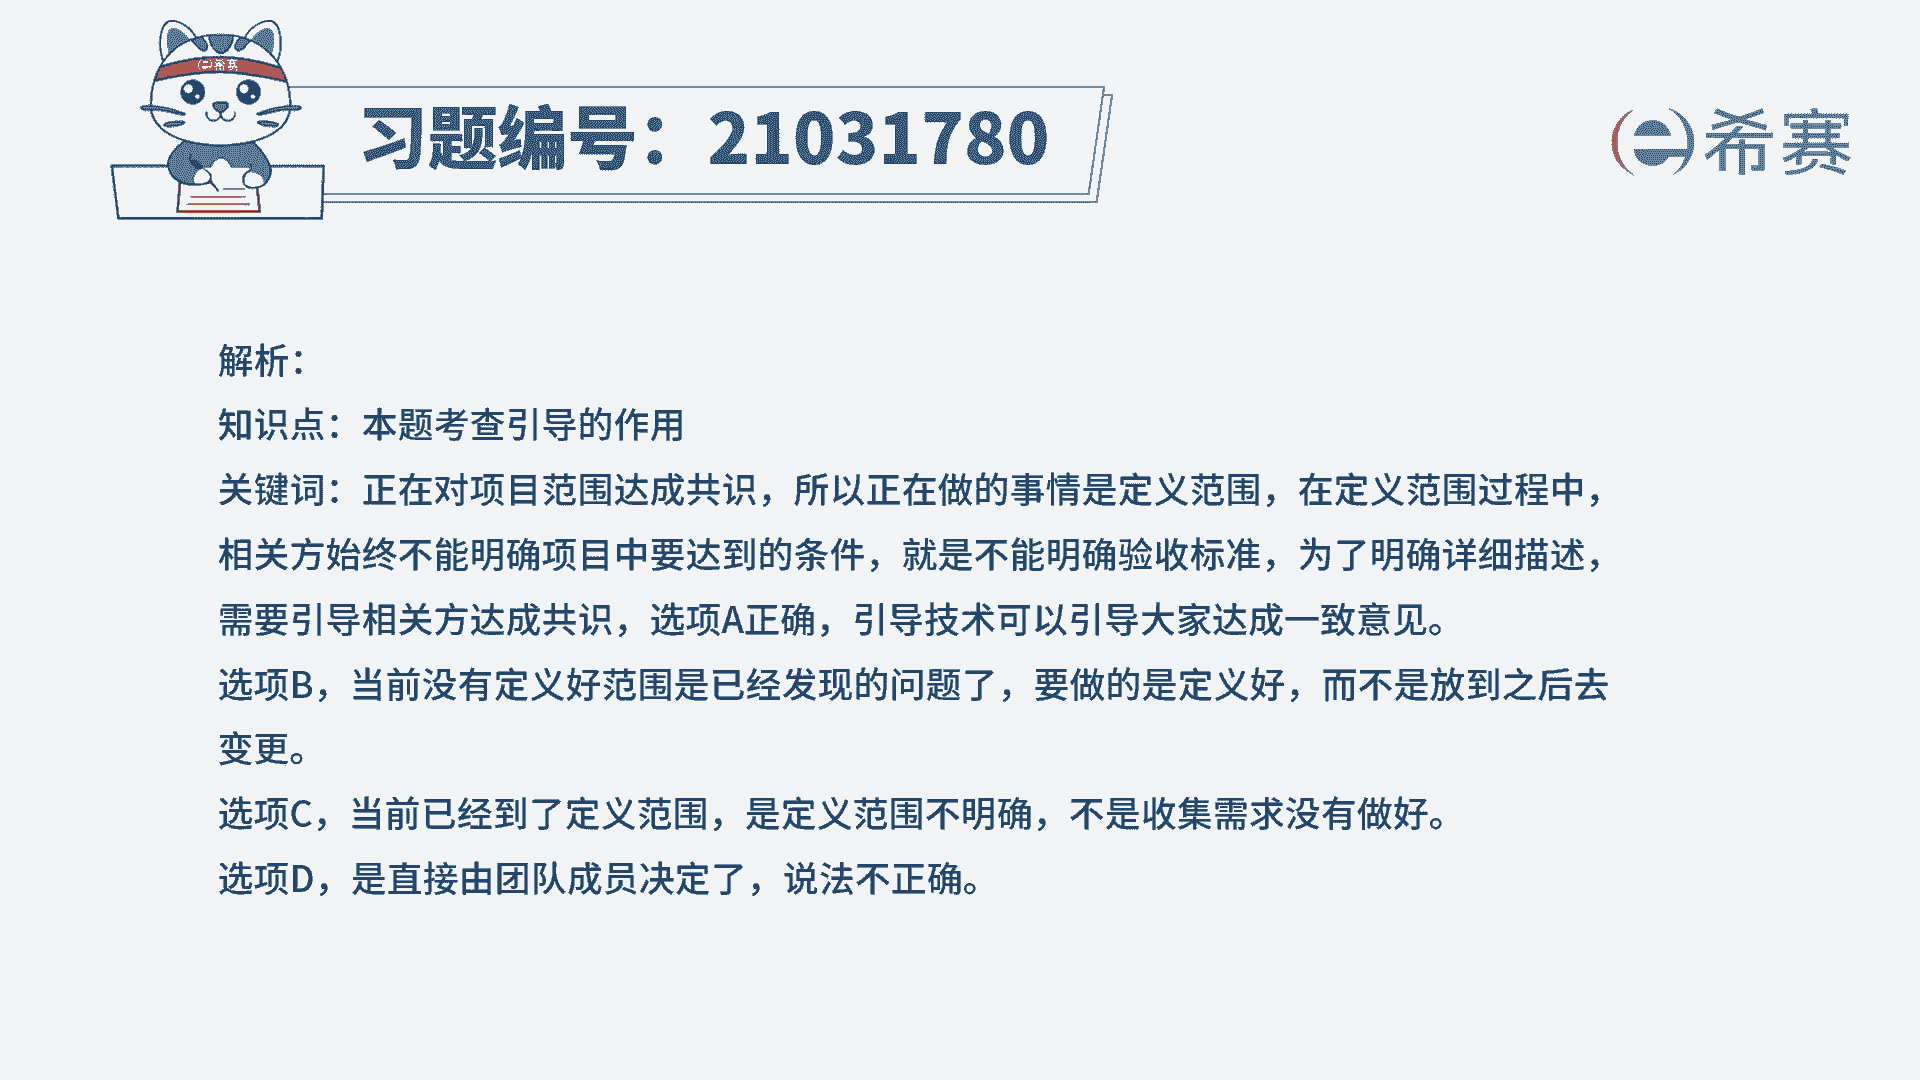 希赛
习题编号：21031780
希赛
解析：
知识点：本题考查引导的作用
关键词：正在对项目范围达成共识，所以正在做的事情是定义范围，在定义范围过程中，
相关方始终不能明确项目中要达到的条件，就是不能明确验收标准，为了明确详细描述，
需要引导相关方达成共识，选项A正确，引导技术可以引导大家达成一致意见。
选项B，当前没有定义好范围是已经发现的问题了，要做的是定义好，而不是放到之后去
变更。
选项C，当前已经到了定义范围，是定义范围不明确，不是收集需求没有做好。
选项D，是直接由团队成员决定了，说法不正确。